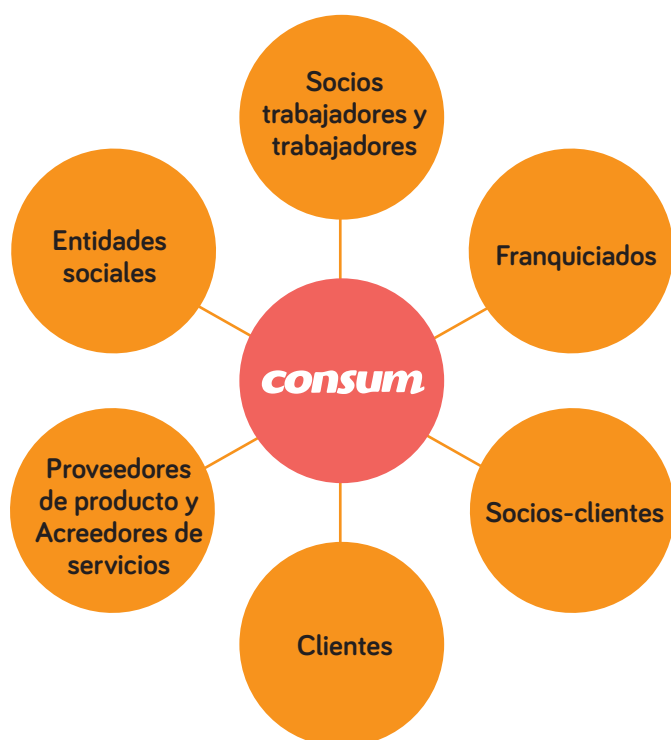 Socios
trabajadores y
trabajadores
Entidades
sociales
Franquiciados
consum
Proveedores
de producto y
Acreedores de
servicios
Socios-clientes
Clientes